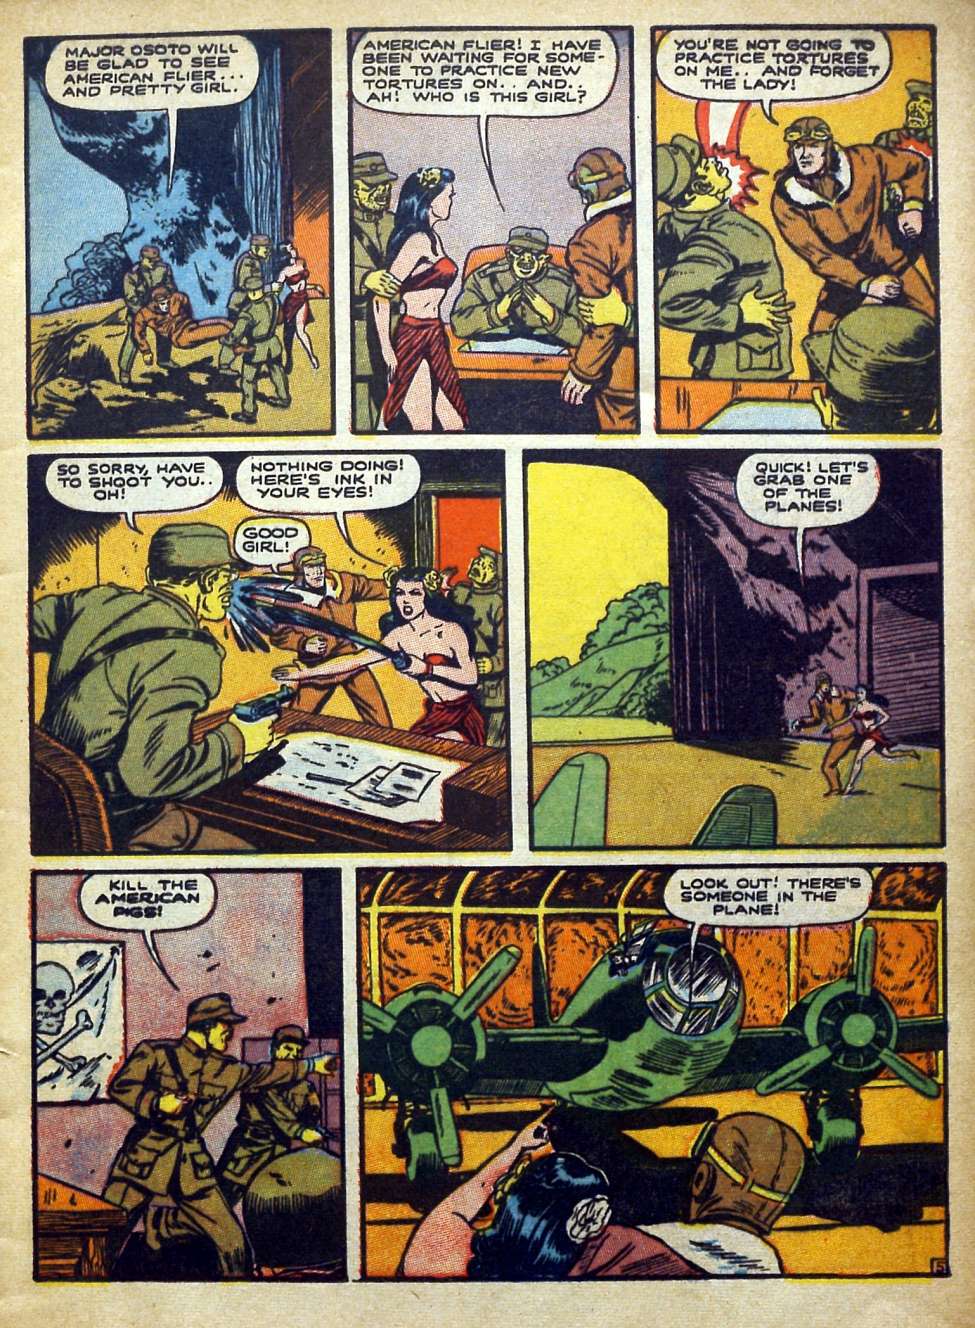 MAJOR OSOTO WILL
BE GLAD TO SEE
AMERICAN FLIER...
AND PRETTY GIRL.
AMERICAN FLIER! I HAVE
BEEN WAITING FOR SOME-
ONE TO PRACTICE NEW
TORTURES ON.. AND..
AH! WHO IS THIS GIRL?
YOU'RE NOT GOING TO
PRACTICE TORTURES
ON ME.. AND FORGET
THE LADY!
SO SORRY, HAVE
TO SHOOT YOU..
OH!
NOTHING DOING!
HERE'S INK IN
YOUR EYES!
GOOD
GIRL!
QUICK! LET'S
GRAB ONE
OF THE
PLANES!
KILL THE
AMERICAN
PIGS!
LOOK OUT! THERE'S
SOMEONE IN THE
PLANE!
5